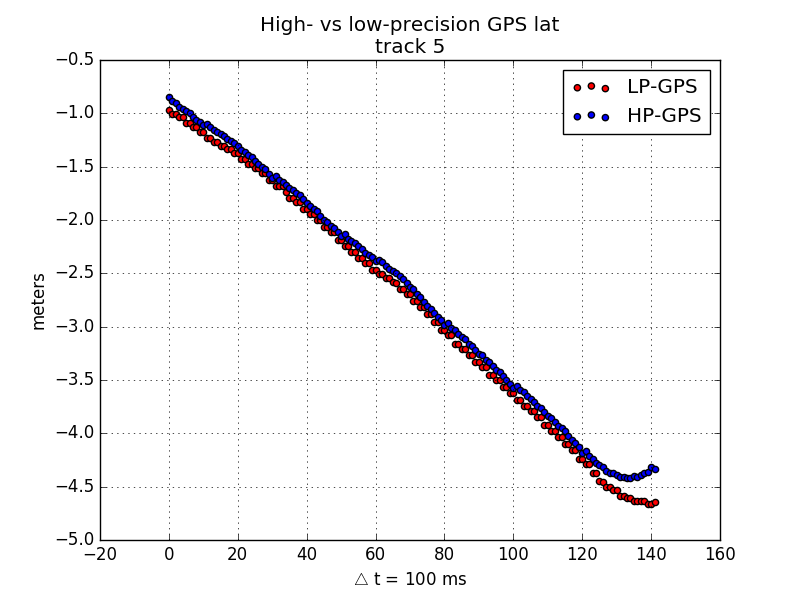 High- vs low-precision GPS lat
track 5
−0.5
−1.0
−1.5
−2.0
−2.5
−3.0
−3.5
−4.0
−4.5
−5.0
meters
LP-GPS
HP-GPS
−20 0 20 40 60 80 100 120 140 160
△ t = 100 ms